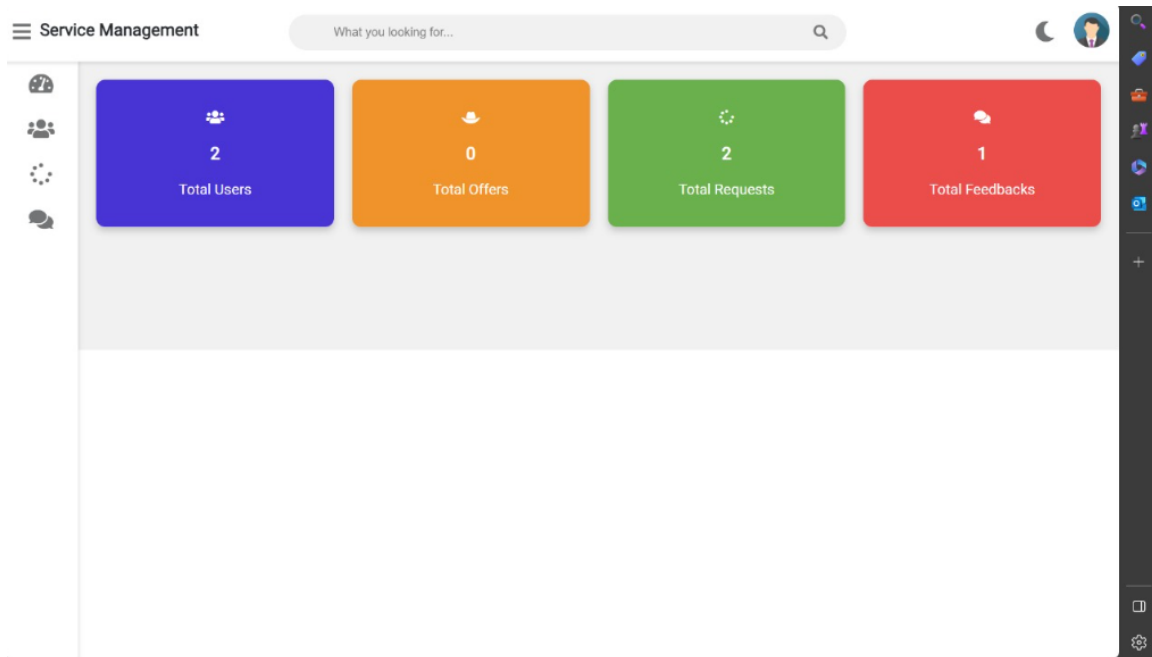 Service Management
What you looking for...
2
Total Users
0
Total Offers
2
Total Requests
1
Total Feedbacks